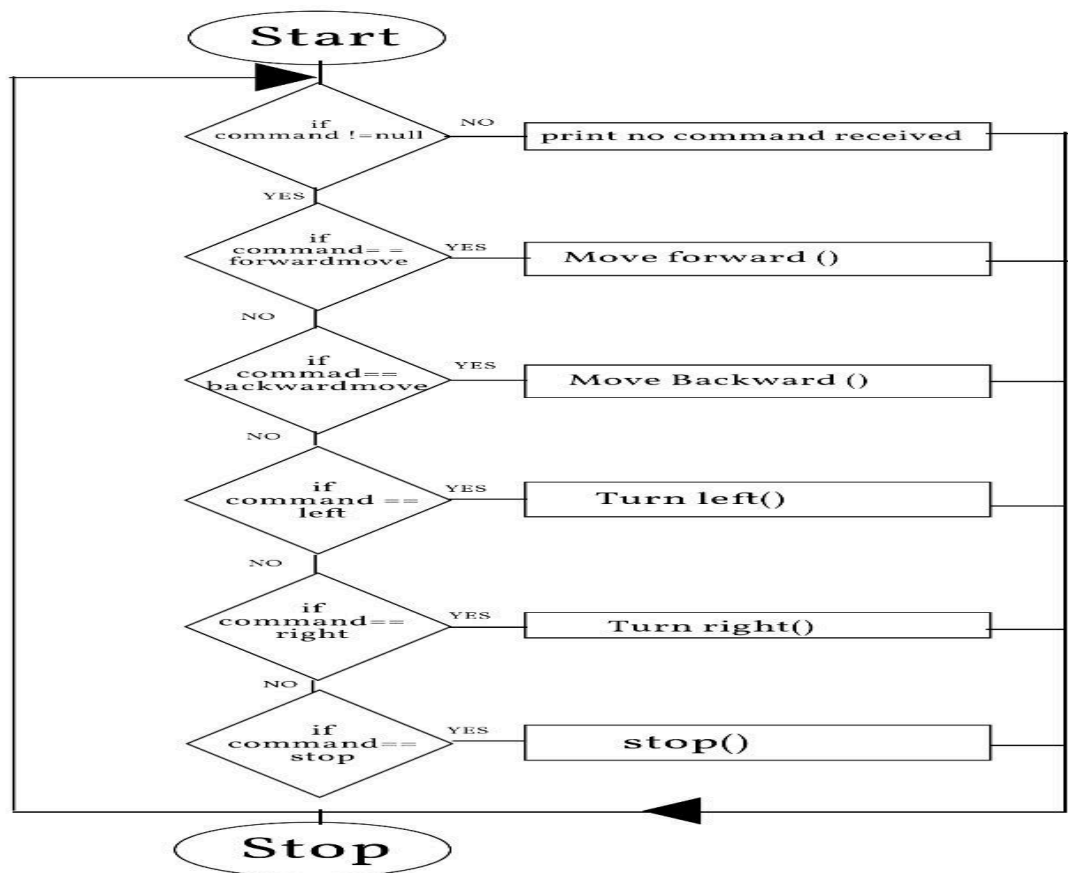 Start
if
command !=null
NO
print no command received
YES
if
command= =
forwardmove
YES
Move forward ()
NO
if
commad==
backwardmove
YES
Move Backward ()
NO
if
command ==
left
YES
Turn left()
NO
if
command==
right
YES
Turn right()
NO
if
command==
stop
YES
stop()
Stop